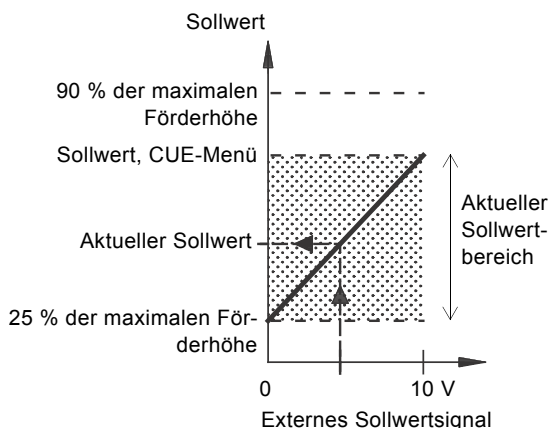 Sollwert
90 % der maximalen
Förderhöhe
Sollwert, CUE-Menü
Aktueller Sollwert
Aktueller
Sollwert-
bereich
25 % der maximalen För-
derhöhe
0
10 V
Externes Sollwertsignal